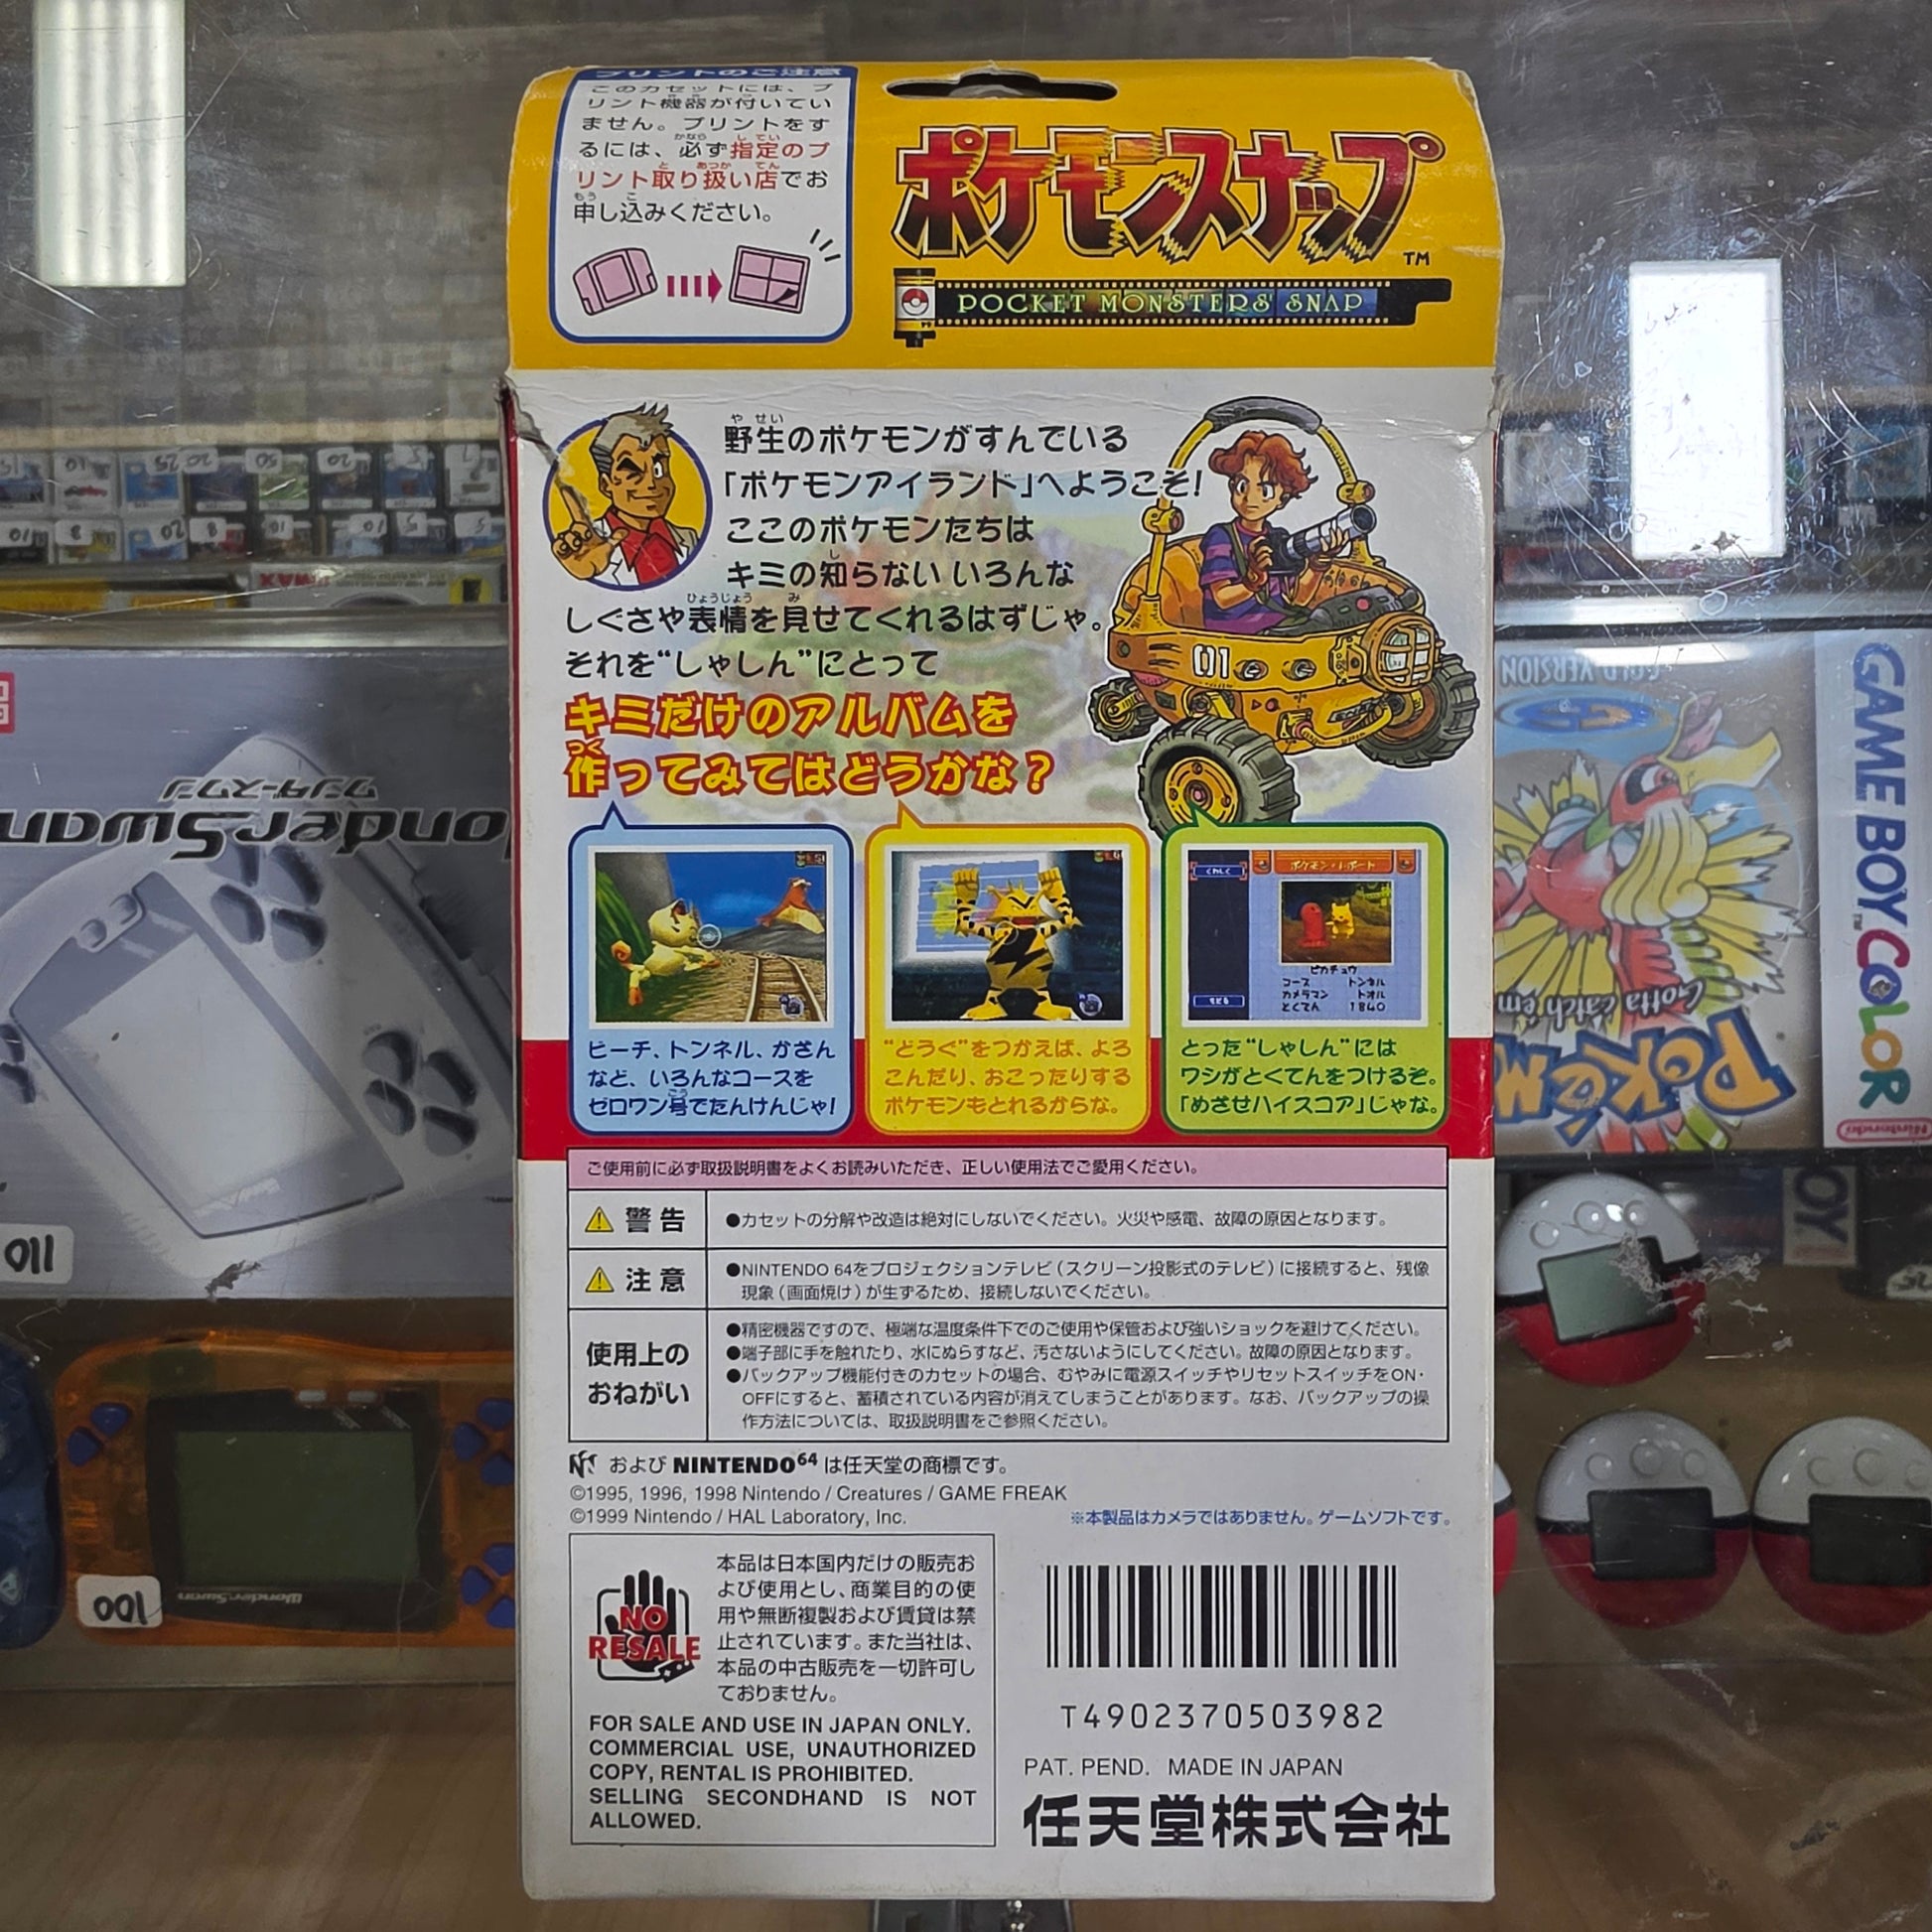 プリントのご注意
このカセットには、プ
リント機器が付いてい
ません。プリントをす
るには、必ず指定のプ
リント取り扱い店でお
申し込みください。
ポケモンスナップ
TM
POCKET MONSTERS SNAP
野生のポケモンがすんでいる
「ポケモンアイランド」へようこそ!
ここのポケモンたちは
キミの知らない いろんな
しぐさや表情を見せてくれるはずじゃ。
それを“しゃしん”にとって
キミだけのアルバムを
作ってみてはどうかな?
01
ポケモン・レポート
くわしく
ピカチュウ
コース トンネル
カメラマン トオル
とくてん 1840
もどる
ビーチ、トンネル、かざん
など、いろんなコースを
ゼロワン号でたんけんじゃ!
“どうぐ”をつかえば、よろ
こんだり、おこったりする
ポケモンもとれるからな。
とった“しゃしん”には
ワシがとくてんをつけるぞ。
「めざせハイスコア」じゃな。
ご使用前に必ず取扱説明書をよくお読みいただき、正しい使用法でご愛用ください。
警告
●カセットの分解や改造は絶対にしないでください。火災や感電、故障の原因となります。
注意
●NINTENDO 64をプロジェクションテレビ(スクリーン投影式のテレビ)に接続すると、残像
現象(画面焼け)が生ずるため、接続しないでください。
使用上の
おねがい
●精密機器ですので、極端な温度条件下でのご使用や保管および強いショックを避けてください。
●端子部に手を触れたり、水にぬらすなど、汚さないようにしてください。故障の原因となります。
●バックアップ機能付きのカセットの場合、むやみに電源スイッチやリセットスイッチをON・
OFFにすると、蓄積されている内容が消えてしまうことがあります。なお、バックアップの操
作方法については、取扱説明書をご参照ください。
および NINTENDO64 は任天堂の商標です。
©1995, 1996, 1998 Nintendo / Creatures / GAME FREAK
©1999 Nintendo / HAL Laboratory, Inc.
※本製品はカメラではありません。ゲームソフトです。
NO
RESALE
本品は日本国内だけの販売お
よび使用とし、商業目的の使
用や無断複製および賃貸は禁
止されています。また当社は、
本品の中古販売を一切許可し
ておりません。
FOR SALE AND USE IN JAPAN ONLY.
COMMERCIAL USE, UNAUTHORIZED
COPY, RENTAL IS PROHIBITED.
SELLING SECONDHAND IS NOT
ALLOWED.
T4902370503982
PAT. PEND. MADE IN JAPAN
任天堂株式会社
ワンダースワン
WonderSwan
110
100
WonderSwan
GAME BOY COLOR
TM
Nintendo
GOLD VERSION
Gotta catch 'em
POKéM